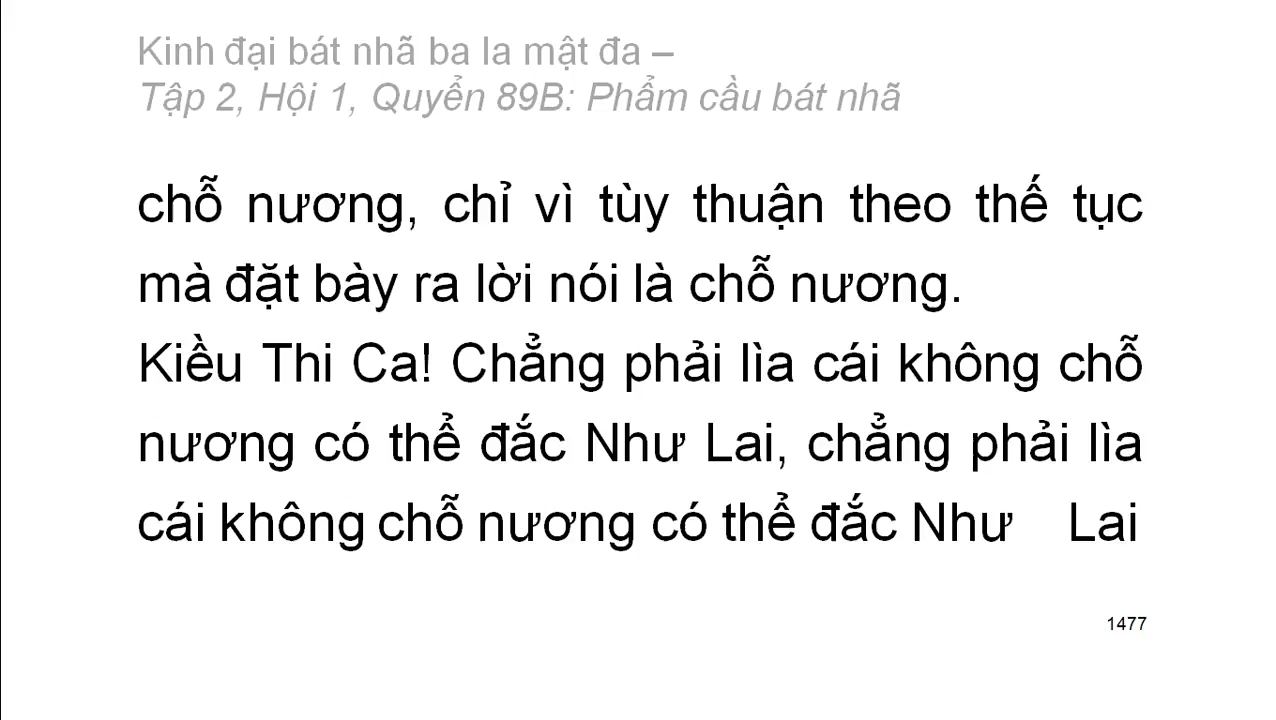 Kinh đại bát nhã ba la mật đa –
Tập 2, Hội 1, Quyển 89B: Phẩm cầu bát nhã
chỗ nương, chỉ vì tùy thuận theo thế tục
mà đặt bày ra lời nói là chỗ nương.
Kiều Thi Ca! Chẳng phải lìa cái không chỗ
nương có thể đắc Như Lai, chẳng phải lìa
cái không chỗ nương có thể đắc Như Lai
1477